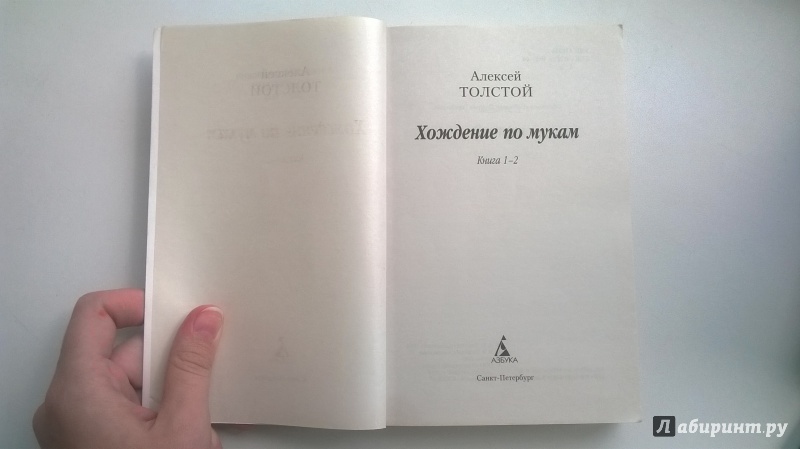 Алексей
ТОЛСТОЙ
Хождение по мукам
Книга 1–2
АЗБУКА
Санкт-Петербург
Лабиринт.ру